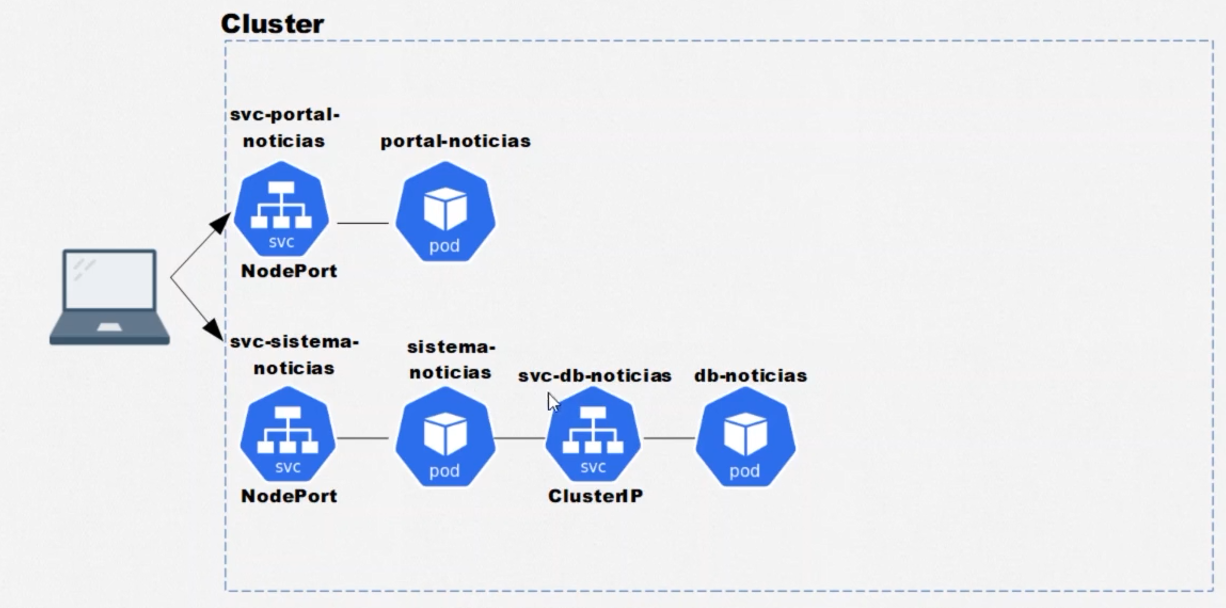 Cluster
svc-portal-
noticias
portal-noticias
svc
NodePort
pod
svc-sistema-
noticias
sistema-
noticias
svc-db-noticias
db-noticias
svc
NodePort
pod
svc
ClusterIP
pod